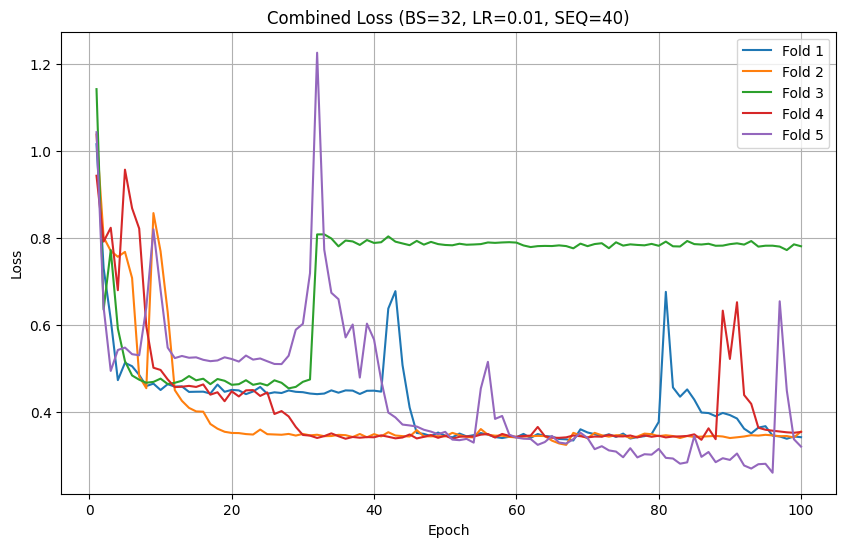 Combined Loss (BS=32, LR=0.01, SEQ=40)
Fold 1
Fold 2
Fold 3
Fold 4
Fold 5
Loss
1.2
1.0
0.8
0.6
0.4
0 20 40 60 80 100
Epoch